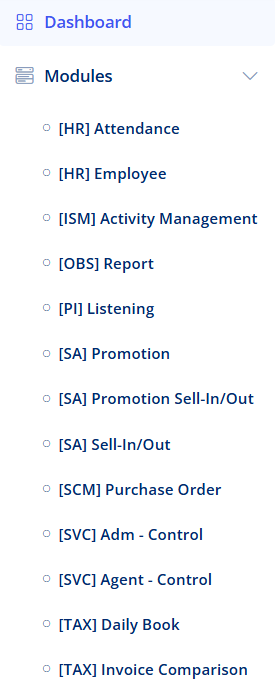 Dashboard
Modules
[HR] Attendance
[HR] Employee
[ISM] Activity Management
[OBS] Report
[PI] Listening
[SA] Promotion
[SA] Promotion Sell-In/Out
[SA] Sell-In/Out
[SCM] Purchase Order
[SVC] Adm - Control
[SVC] Agent - Control
[TAX] Daily Book
[TAX] Invoice Comparison